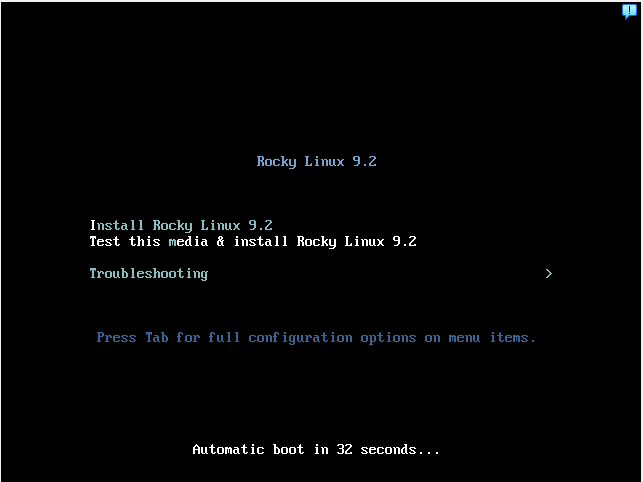 Rocky Linux 9.2
Install Rocky Linux 9.2
Test this media & install Rocky Linux 9.2
Troubleshooting >
Press Tab for full configuration options on menu items.
Automatic boot in 32 seconds...